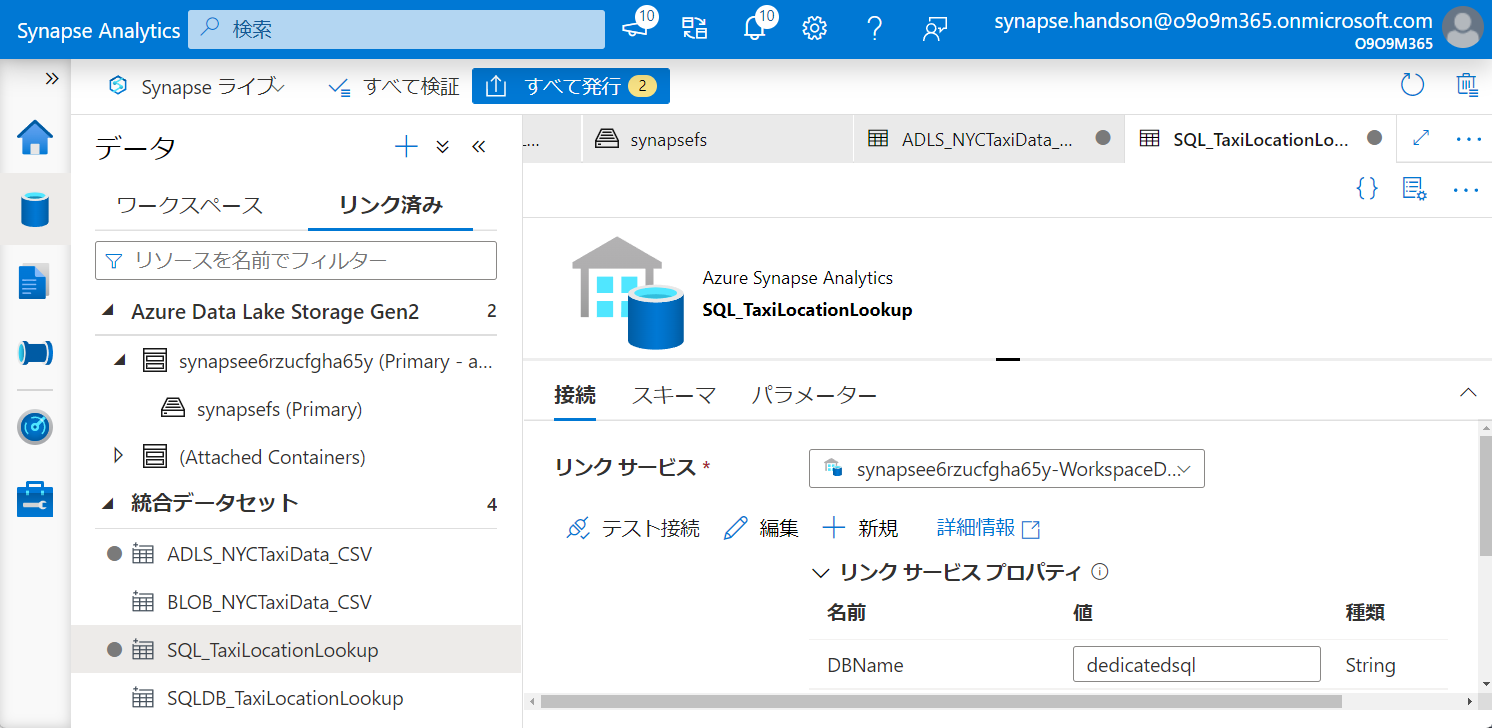 Synapse Analytics
検索
10
10
synapse.handson@o9o9m365.onmicrosoft.com
O9O9M365
Synapse ライブ
すべて検証
すべて発行 2
データ
ワークスペース
リンク済み
リソースを名前でフィルター
Azure Data Lake Storage Gen2 2
synapsee6rzucfgha65y (Primary - a...
synapsefs (Primary)
(Attached Containers)
統合データセット 4
ADLS_NYCTaxiData_CSV
BLOB_NYCTaxiData_CSV
SQL_TaxiLocationLookup
SQLDB_TaxiLocationLookup
...
synapsefs
ADLS_NYCTaxiData_...
SQL_TaxiLocationLo...
{}
Azure Synapse Analytics
SQL_TaxiLocationLookup
接続
スキーマ
パラメーター
リンク サービス *
synapsee6rzucfgha65y-WorkspaceD...
テスト接続
編集
新規
詳細情報
リンク サービス プロパティ
名前 値 種類
DBName dedicatedsql String